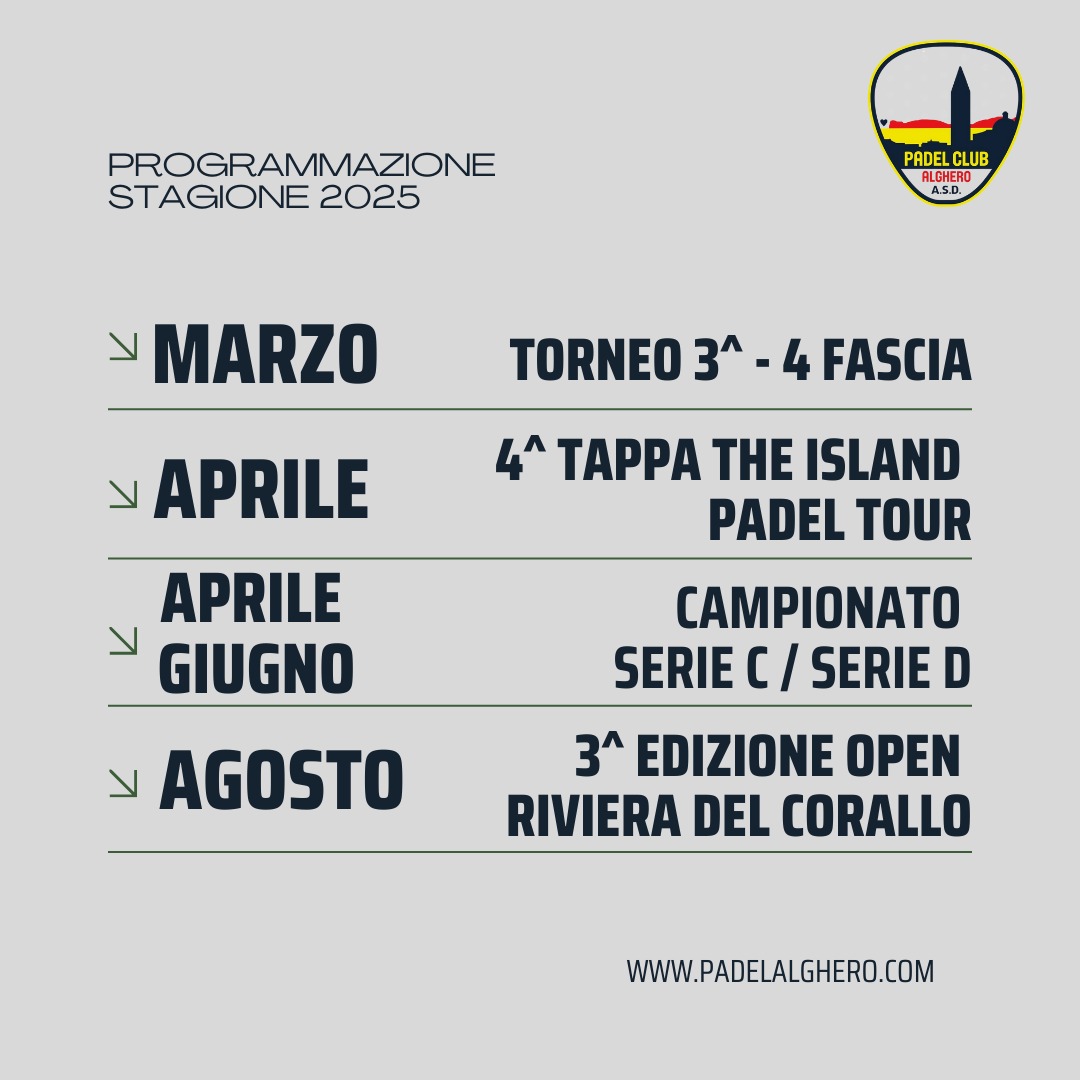 PADEL CLUB
ALGHERO
A.S.D.
PROGRAMMAZIONE
STAGIONE 2025
MARZO
TORNEO 3^ - 4 FASCIA
APRILE
4^ TAPPA THE ISLAND
PADEL TOUR
APRILE
GIUGNO
CAMPIONATO
SERIE C / SERIE D
AGOSTO
3^ EDIZIONE OPEN
RIVIERA DEL CORALLO
WWW.PADELALGHERO.COM